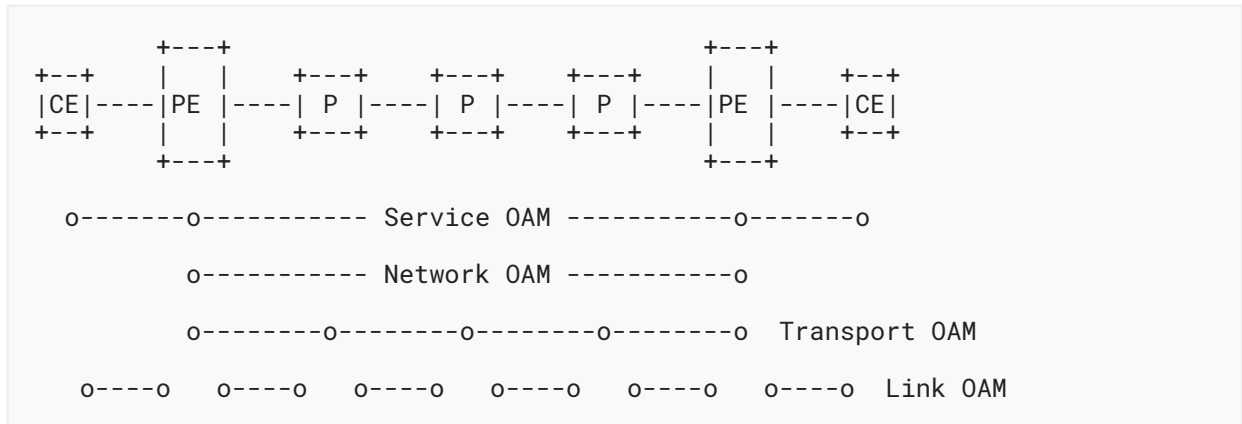 +---+                               +---+
+--+    |   |    +---+    +---+    +---+    |   |    +--+
|CE|----|PE |----| P |----| P |----| P |----|PE |----|CE|
+--+    |   |    +---+    +---+    +---+    |   |    +--+
        +---+                               +---+
  o-------o----------- Service OAM -----------o-------o
          o----------- Network OAM -----------o
          o--------o--------o--------o--------o  Transport OAM
   o----o   o----o   o----o   o----o   o----o   o----o  Link OAM